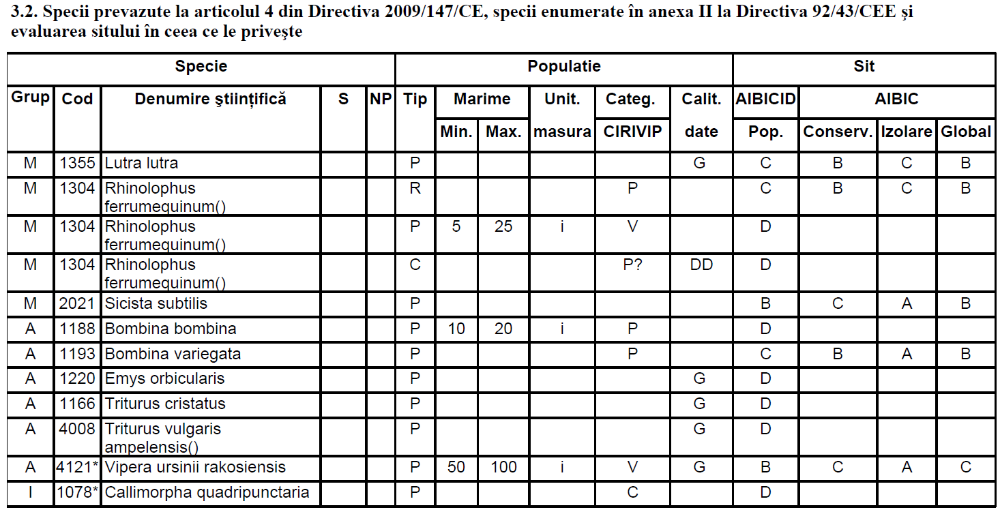 3.2. Specii prevazute la articolul 4 din Directiva 2009/147/CE, specii enumerate în anexa II la Directiva 92/43/CEE şi
evaluarea sitului în ceea ce le priveşte
Specie Populatie Sit
Grup Cod Denumire ştiinţifică S NP Tip Marime Unit. Categ. Calit. AIBICID AIBIC
Min. Max. masura CIRIVIP date Pop. Conserv. Izolare Global
M 1355 Lutra lutra P G C B C B
M 1304 Rhinolophus R P C B C B
ferrumequinum()
M 1304 Rhinolophus P 5 25 i V D
ferrumequinum()
M 1304 Rhinolophus C P? DD D
ferrumequinum()
M 2021 Sicista subtilis P B C A B
A 1188 Bombina bombina P 10 20 i P D
A 1193 Bombina variegata P P C B A B
A 1220 Emys orbicularis P G D
A 1166 Triturus cristatus P G D
A 4008 Triturus vulgaris P G D
ampelensis()
A 4121* Vipera ursinii rakosiensis P 50 100 i V G B C A C
I 1078* Callimorpha quadripunctaria P C D